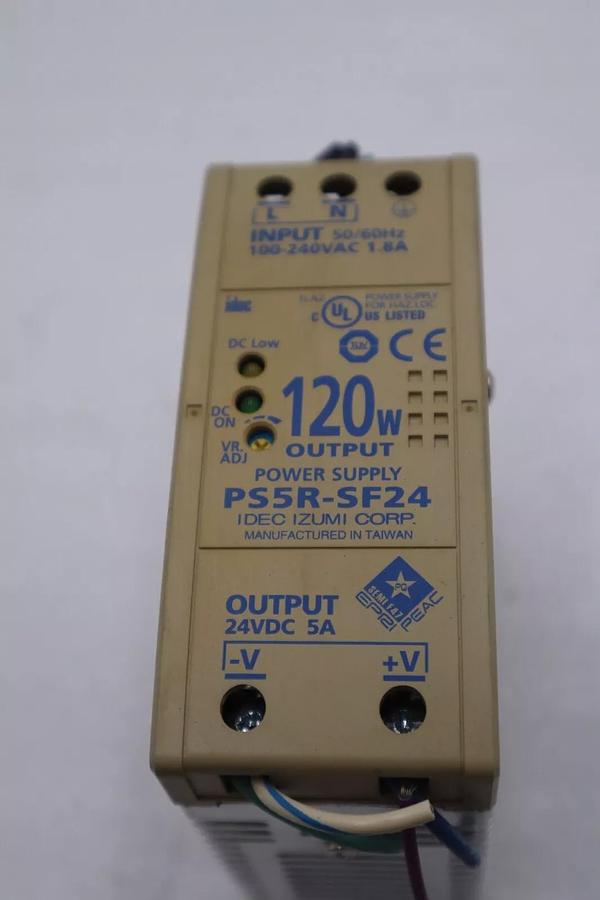 L N
INPUT 50/60Hz
100-240VAC 1.8A
idec
POWER SUPPLY
FOR HAZ.LOC.
C UL US LISTED
CE
DC Low
DC
ON
VR.
ADJ
120W
OUTPUT
POWER SUPPLY
PS5R-SF24
IDEC IZUMI CORP.
MANUFACTURED IN TAIWAN
OUTPUT
24VDC 5A
PQ
SEMI F47
EPRI PEAC
-V +V